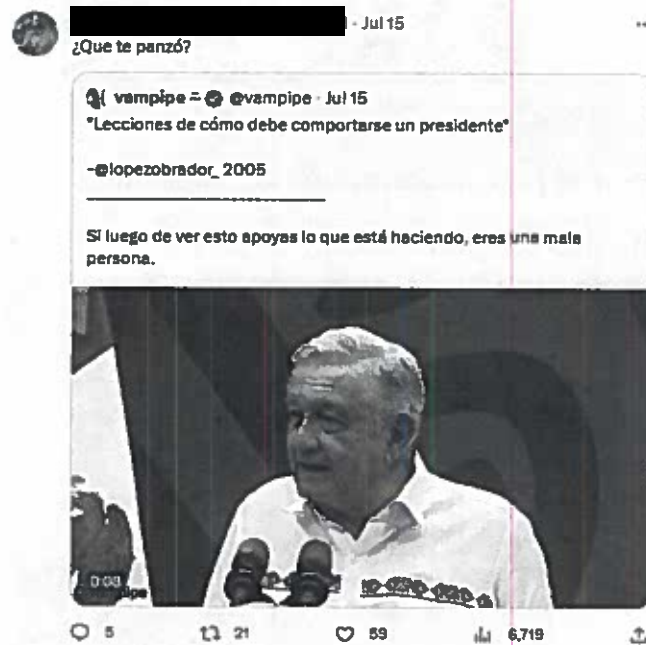 - Jul 15
¿Que te panzó?
vampipe @vampipe · Jul 15
"Lecciones de cómo debe comportarse un presidente"
-@lopezobrador_ 2005
Si luego de ver esto apoyas lo que está haciendo, eres una mala
persona.
0:03
5 21 59 6,719